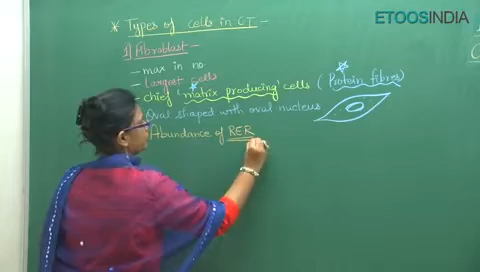 ETOOSINDIA
* Types of cells in CT -
1] Fibroblast -
- max in no.
- Largest cells
- chief 'matrix producing' cells ( Protein fibres )
Oval shaped with oval nucleus
Abundance of RER